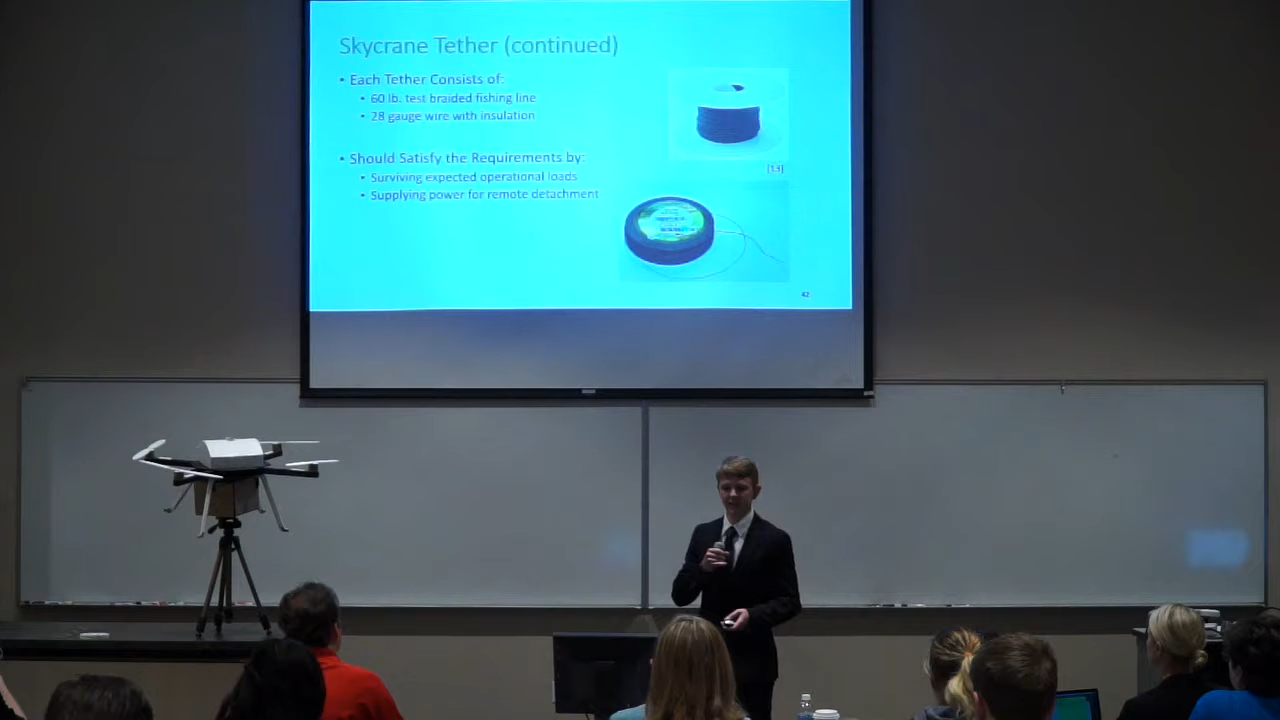 Skycrane Tether (continued)
• Each Tether Consists of:
• 60 lb. test braided fishing line
• 28 gauge wire with insulation
• Should Satisfy the Requirements by:
• Surviving expected operational loads
• Supplying power for remote detachment
[13]
42